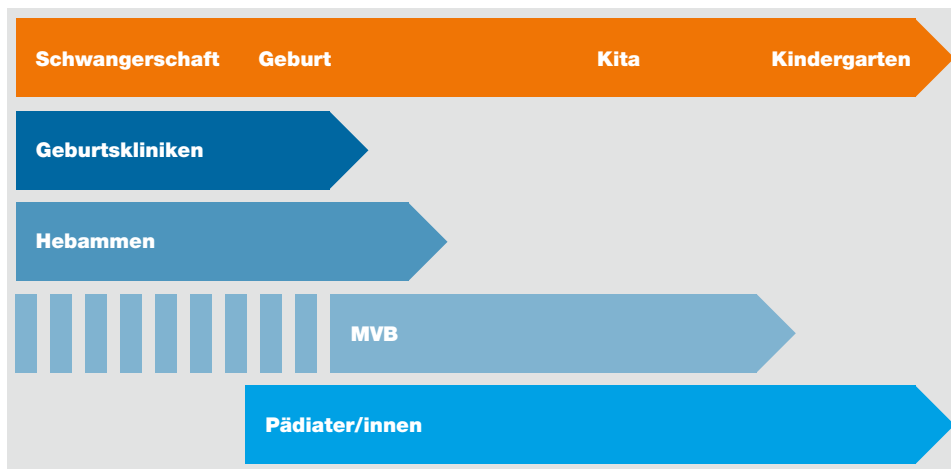 Schwangerschaft Geburt Kita Kindergarten
Geburtskliniken
Hebammen
MVB
Pädiater/innen